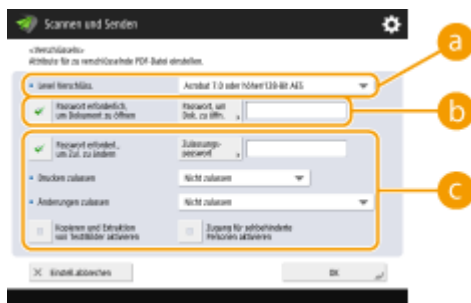 Scannen und Senden
<Verschlüsseln>
Attribute für zu verschlüsselnde PDF-Datei einstellen.
a
Level Verschlüss.
Acrobat 7.0 oder höher/128-Bit AES
b
Passwort erforderlich,
um Dokument zu öffnen
Passwort, um
Dok. zu öffn.
Passwort erforderl.,
um Zul. zu ändern
Zulassungs-
passwort
c
Drucken zulassen
Nicht zulassen
Änderungen zulassen
Nicht zulassen
Kopieren und Extraktion
von Text/Bilder aktivieren
Zugang für sehbehinderte
Personen aktivieren
Einstell.abbrechen
OK